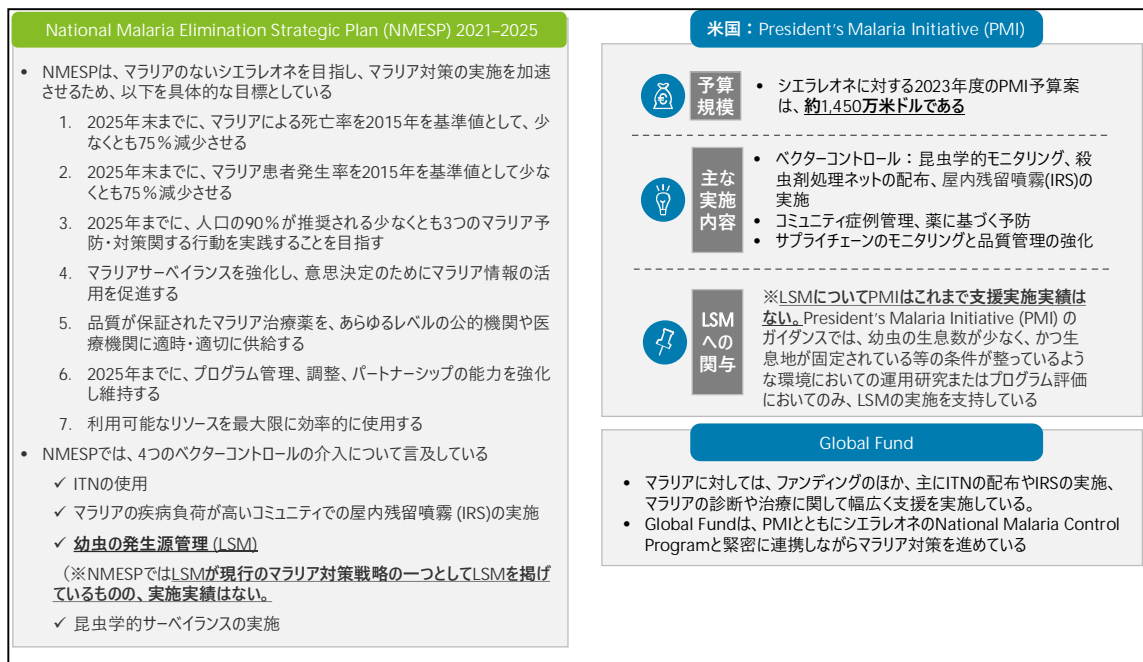 National Malaria Elimination Strategic Plan (NMESP) 2021–2025
• NMESPは、マラリアのないシエラレオネを目指し、マラリア対策の実施を加速
させるため、以下を具体的な目標としている
1. 2025年末までに、マラリアによる死亡率を2015年を基準値として、少
なくとも75%減少させる
2. 2025年末までに、マラリア患者発生率を2015年を基準値として少な
くとも75%減少させる
3. 2025年までに、人口の90%が推奨される少なくとも3つのマラリア予
防・対策関する行動を実践することを目指す
4. マラリアサーベイランスを強化し、意思決定のためにマラリア情報の活
用を促進する
5. 品質が保証されたマラリア治療薬を、あらゆるレベルの公的機関や医
療機関に適時・適切に供給する
6. 2025年までに、プログラム管理、調整、パートナーシップの能力を強化
し維持する
7. 利用可能なリソースを最大限に効率的に使用する
• NMESPでは、4つのベクターコントロールの介入について言及している
✓ ITNの使用
✓ マラリアの疾病負荷が高いコミュニティでの屋内残留噴霧 (IRS)の実施
✓ 幼虫の発生源管理 (LSM)
(※NMESPではLSMが現行のマラリア対策戦略の一つとしてLSMを掲げ
ているものの、実施実績はない。
✓ 昆虫学的サーベイランスの実施
米国：President's Malaria Initiative (PMI)
予算
規模
• シエラレオネに対する2023年度のPMI予算案
は、約1,450万米ドルである
主な
実施
内容
• ベクターコントロール：昆虫学的モニタリング、殺
虫剤処理ネットの配布、屋内残留噴霧(IRS)の
実施
• コミュニティ症例管理、薬に基づく予防
• サプライチェーンのモニタリングと品質管理の強化
LSM
への
関与
※LSMについてPMIはこれまで支援実施実績は
ない。President's Malaria Initiative (PMI) の
ガイダンスでは、幼虫の生息数が少なく、かつ生
息地が固定されている等の条件が整っているよう
な環境においての運用研究またはプログラム評価
においてのみ、LSMの実施を支持している
Global Fund
• マラリアに対しては、ファンディングのほか、主にITNの配布やIRSの実施、
マラリアの診断や治療に関して幅広く支援を実施している。
• Global Fundは、PMIとともにシエラレオネのNational Malaria Control
Programと緊密に連携しながらマラリア対策を進めている